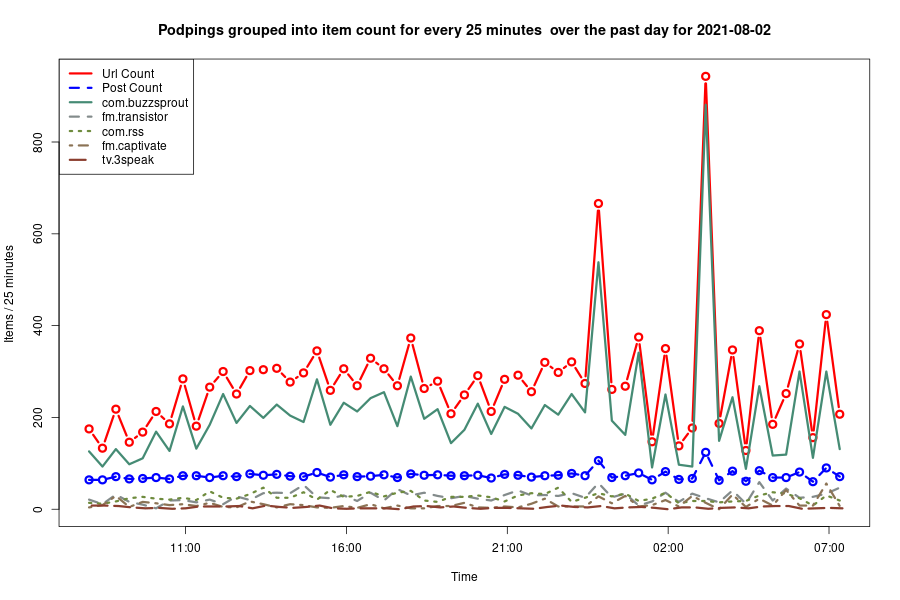 Podpings grouped into item count for every 25 minutes  over the past day for 2021-08-02
Url Count
Post Count
com.buzzsprout
fm.transistor
com.rss
fm.captivate
tv.3speak
Items / 25 minutes
0
200
400
600
800
11:00
16:00
21:00
02:00
07:00
Time